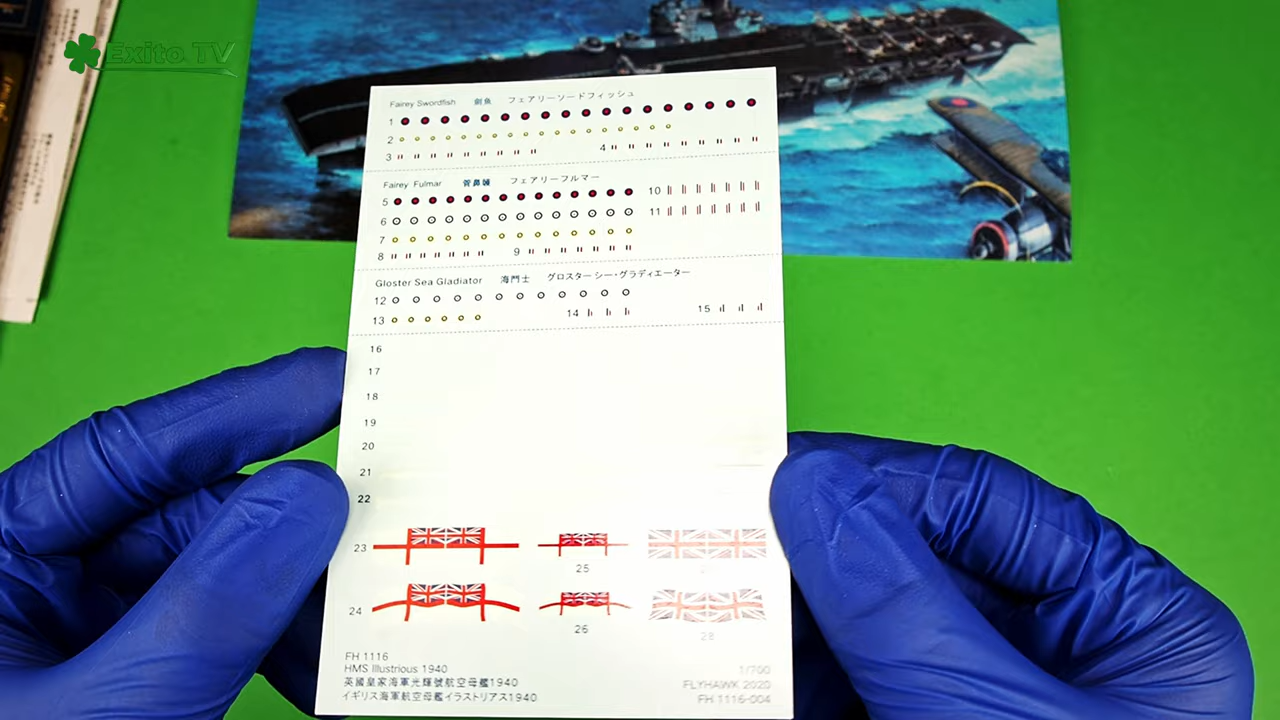 Exito TV
Fairey Swordfish 劍魚 フェアリーソードフィッシュ
1
2
3 4
Fairey Fulmar 管鼻鸌 フェアリーフルマー
5 10
6 11
7
8 9
Gloster Sea Gladiator 海鬥士 グロスター シー・グラディエーター
12
13 14 15
16
17
18
19
20
21
22
23
25
24
26 28
FH 1116
HMS Illustrious 1940
英國皇家海軍光輝號航空母艦1940
イギリス海軍航空母艦イラストリアス1940
1/700
FLYHAWK 2020
FH 1116-004